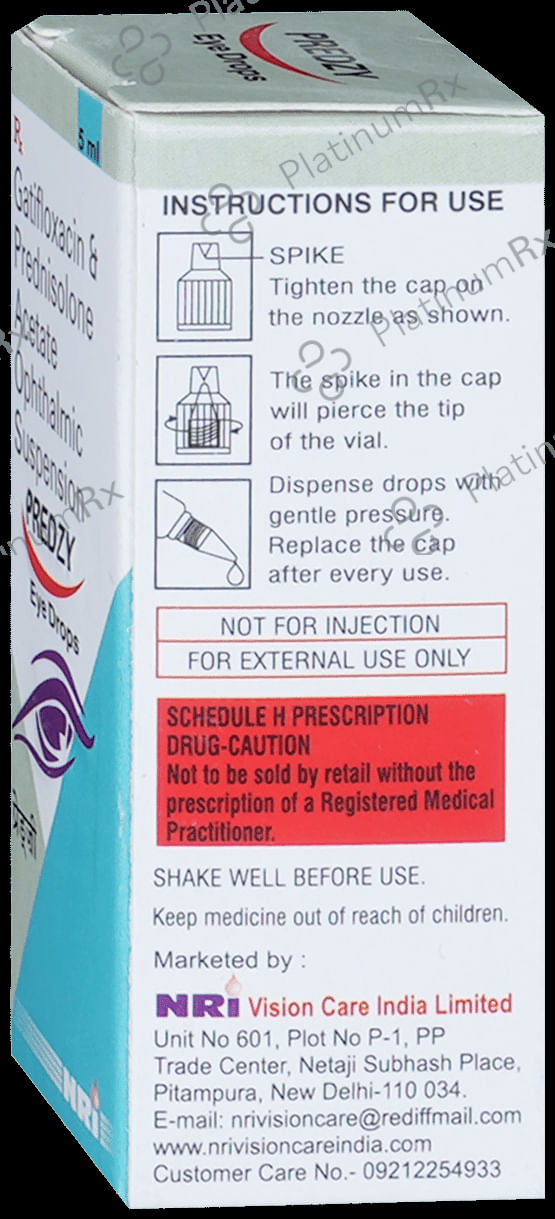 PREDZY
Eye Drops
Rx
5 ml
Gatifloxacin &
Prednisolone
Acetate
Ophthalmic
Suspension
PREDZY
Eye Drops
प्रेड्ज़ी
NRi
INSTRUCTIONS FOR USE
SPIKE
Tighten the cap on
the nozzle as shown.
The spike in the cap
will pierce the tip
of the vial.
Dispense drops with
gentle pressure.
Replace the cap
after every use.
NOT FOR INJECTION
FOR EXTERNAL USE ONLY
SCHEDULE H PRESCRIPTION
DRUG-CAUTION
Not to be sold by retail without the
prescription of a Registered Medical
Practitioner.
SHAKE WELL BEFORE USE.
Keep medicine out of reach of children.
Marketed by :
NRi Vision Care India Limited
Unit No 601, Plot No P-1, PP
Trade Center, Netaji Subhash Place,
Pitampura, New Delhi-110 034.
E-mail: nrivisioncare@rediffmail.com
www.nrivisioncareindia.com
Customer Care No.- 09212254933
PlatinumRx
PlatinumRx